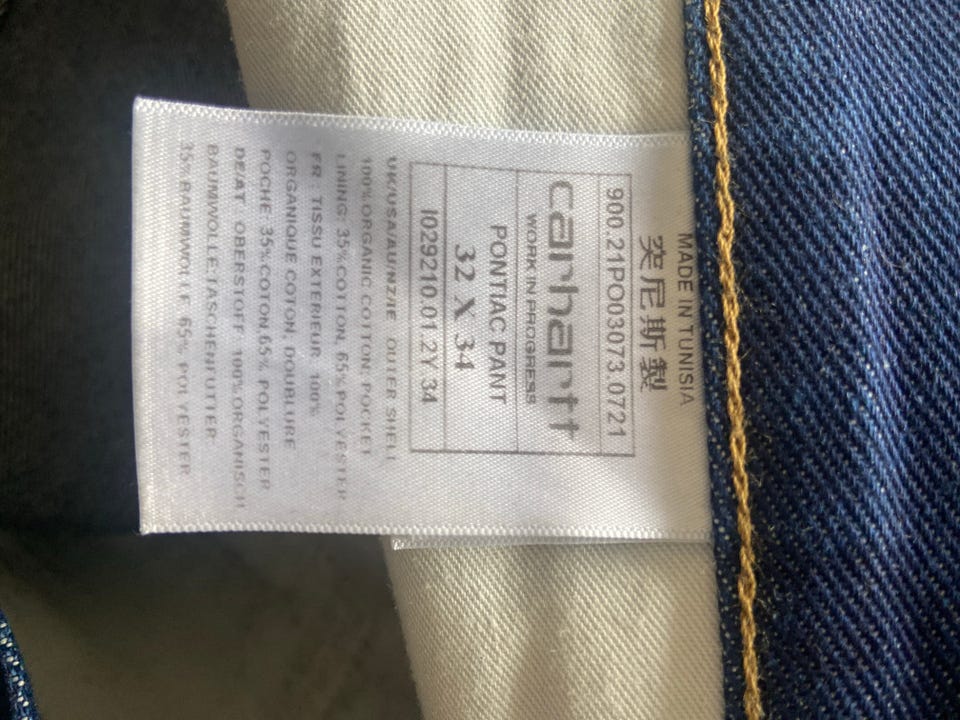 MADE IN TUNISIA
突尼斯製
900.21PO03073.0721
carhartt
WORK IN PROGRESS
PONTIAC PANT
32 X 34
I029210.01.2Y 34
UK/USA/AU/NZ/IE OUTER SHELL
100% ORGANIC COTTON: POCKET
LINING: 35%COTTON, 65%POLYESTER
FR : TISSU EXTERIEUR 100%
ORGANIQUE COTON, DOUBLURE
POCHE 35%COTON 65% POLYESTER
DE/AT OBERSTOFF 100% ORGANISCH
BAUMWOLLE:TASCHENFUTTER
35% BAUMWOLLE 65% POLYESTER